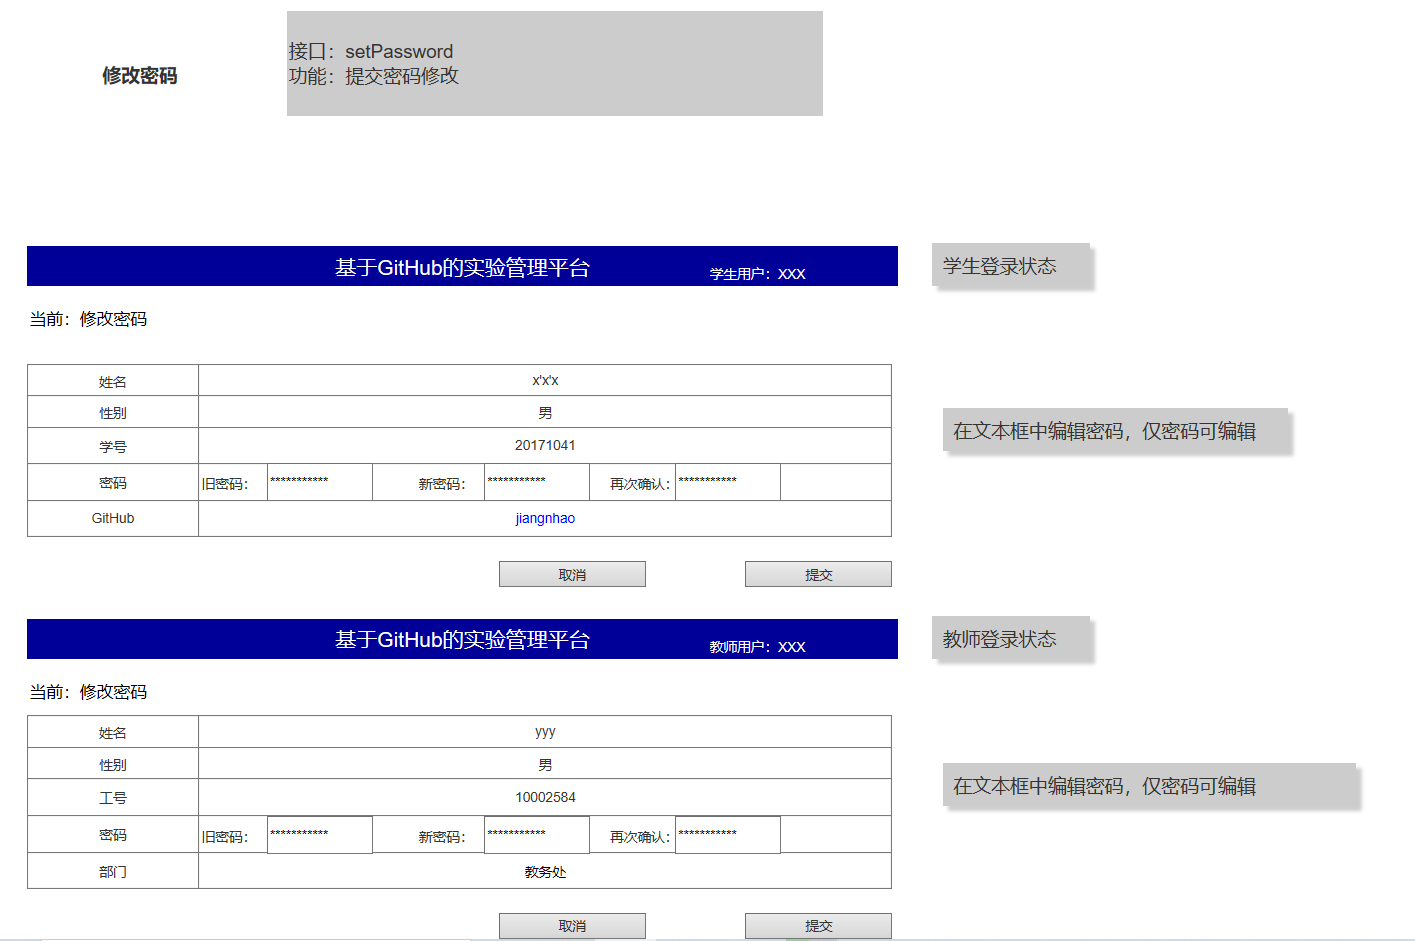 修改密码
接口：setPassword
功能：提交密码修改
基于GitHub的实验管理平台
学生用户：XXX
学生登录状态
当前：修改密码
姓名 x'x'x
性别 男
学号 20171041
密码 旧密码： *********** 新密码： *********** 再次确认： ***********
GitHub jiangnhao
在文本框中编辑密码，仅密码可编辑
取消 提交
基于GitHub的实验管理平台
教师用户：XXX
教师登录状态
当前：修改密码
姓名 yyy
性别 男
工号 10002584
密码 旧密码： *********** 新密码： *********** 再次确认： ***********
部门 教务处
在文本框中编辑密码，仅密码可编辑
取消 提交